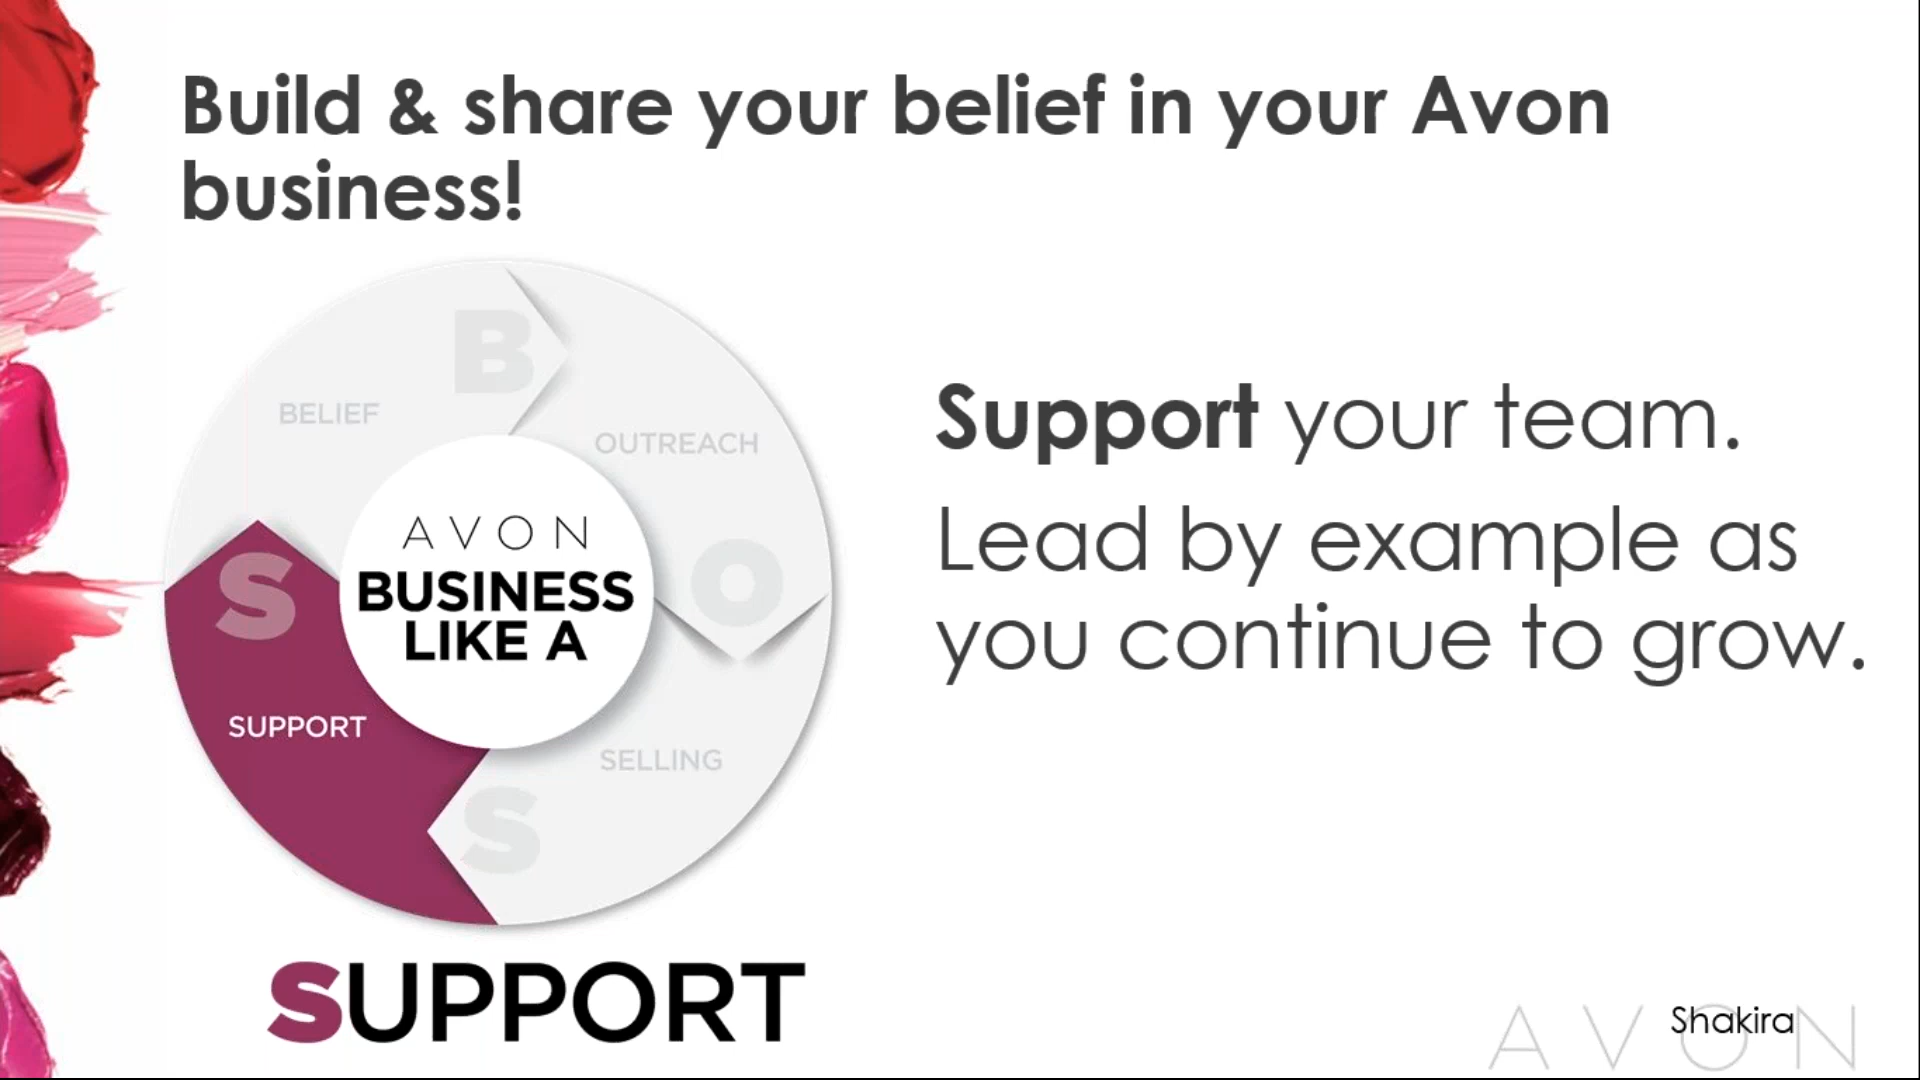 Build & share your belief in your Avon
business!
B
BELIEF
OUTREACH
AVON
BUSINESS
LIKE A
S
O
SUPPORT
SELLING
S
SUPPORT
Support your team.
Lead by example as
you continue to grow.
Shakira
AVON